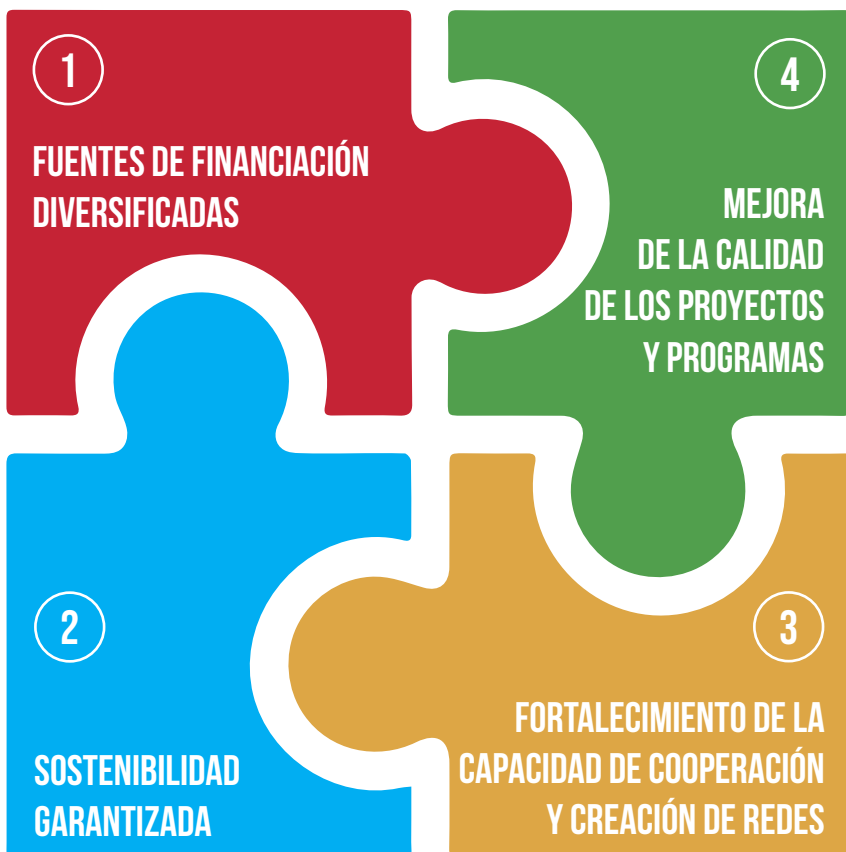 1
FUENTES DE FINANCIACIÓN
DIVERSIFICADAS
2
SOSTENIBILIDAD
GARANTIZADA
3
FORTALECIMIENTO DE LA
CAPACIDAD DE COOPERACIÓN
Y CREACIÓN DE REDES
4
MEJORA
DE LA CALIDAD
DE LOS PROYECTOS
Y PROGRAMAS